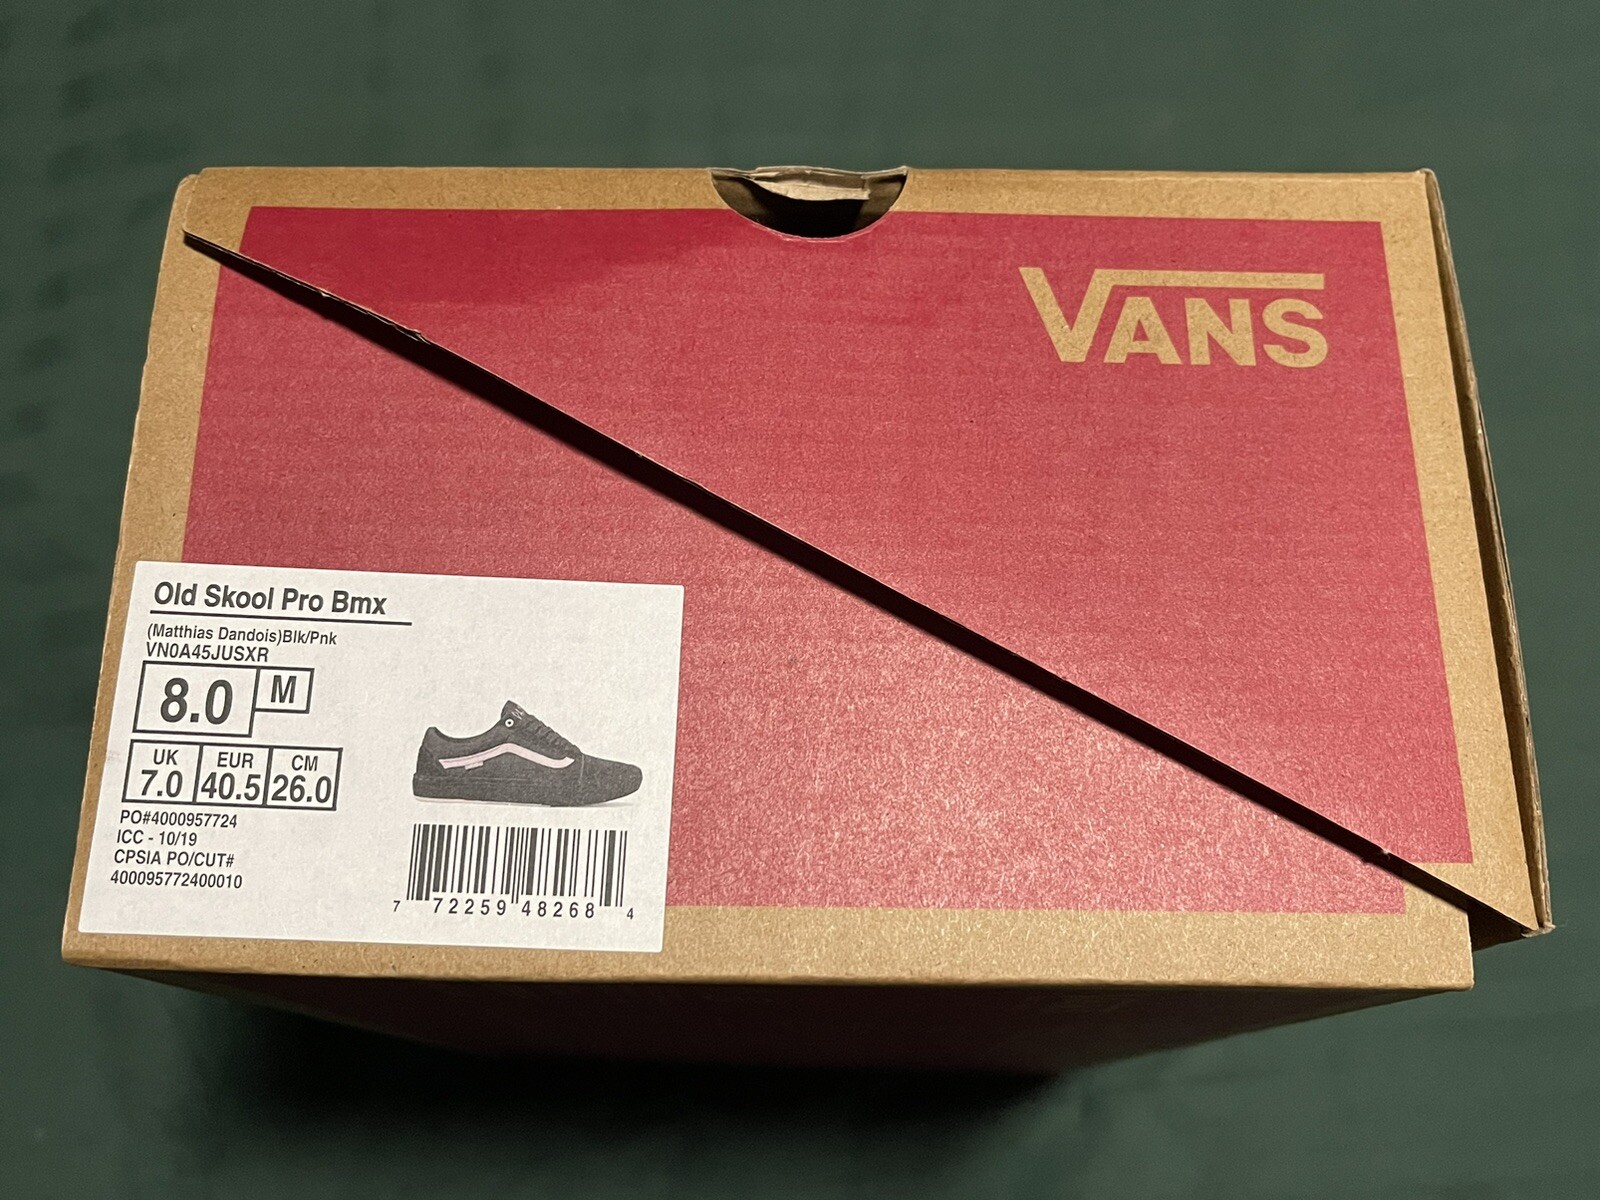 VANS
Old Skool Pro Bmx
(Matthias Dandois)Blk/Pnk
VN0A45JUSXR
8.0 M
UK EUR CM
7.0 40.5 26.0
PO#4000957724
ICC - 10/19
CPSIA PO/CUT#
400095772400010
7 72259 48268 4